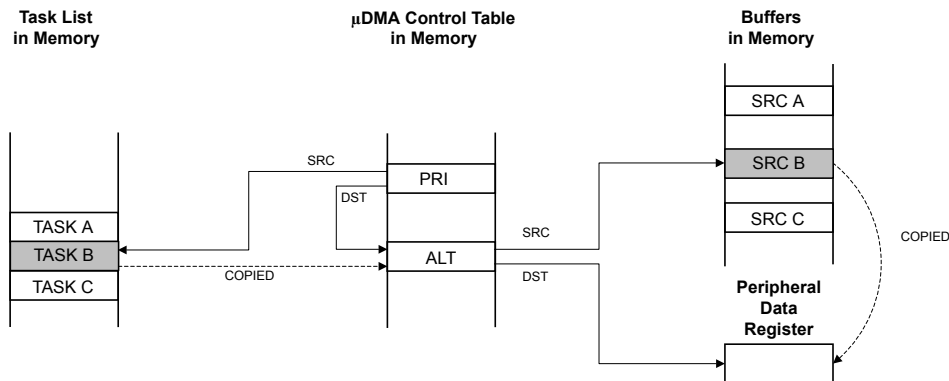 Task List
in Memory
μDMA Control Table
in Memory
Buffers
in Memory
SRC A
SRC
SRC B
PRI
DST
TASK A
SRC C
SRC
TASK B
ALT
COPIED
COPIED
DST
TASK C
Peripheral
Data
Register